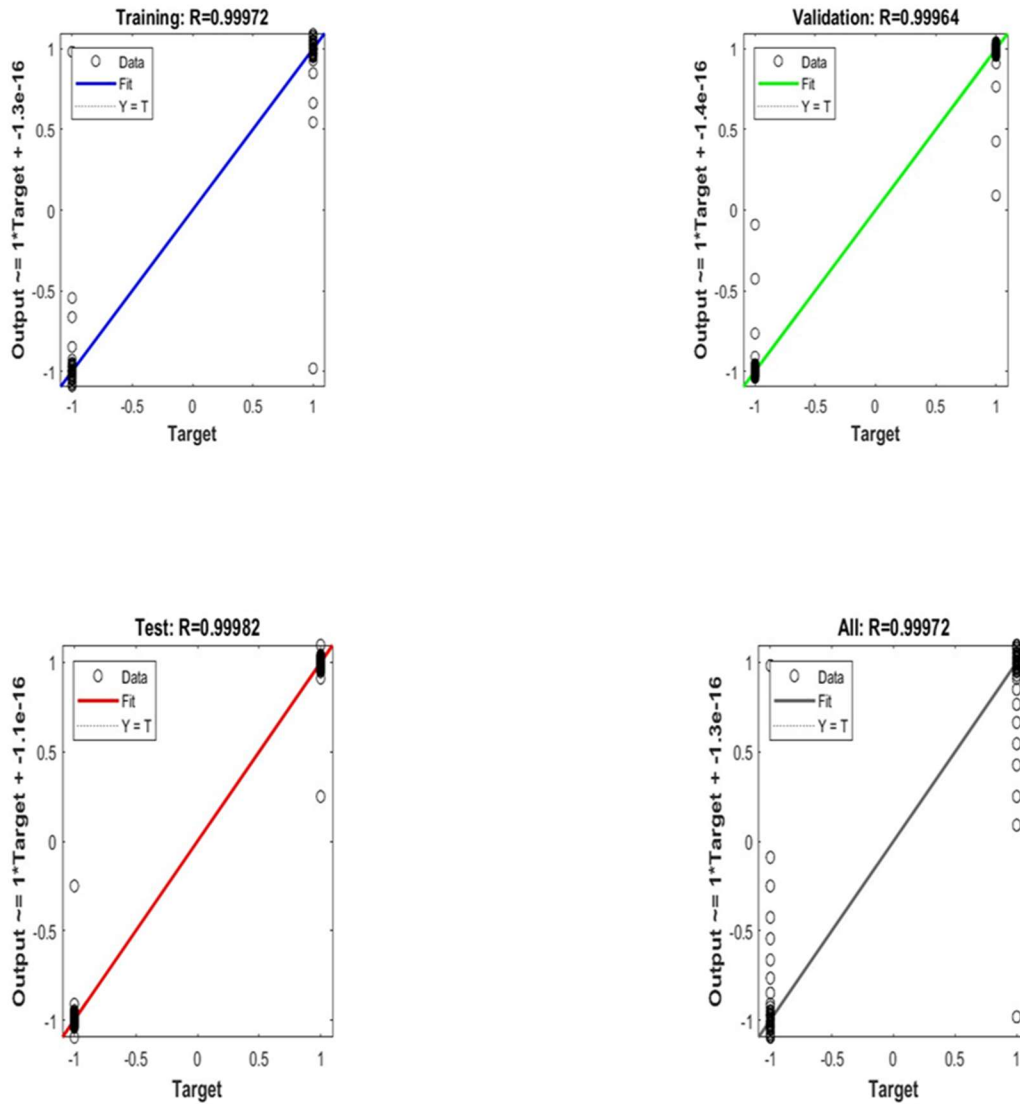 Training: R=0.99972
Output ~= 1*Target + -1.3e-16
1
0.5
0
-0.5
-1
Data
Fit
Y = T
-1 -0.5 0 0.5 1
Target
Validation: R=0.99964
Output ~= 1*Target + -1.4e-16
1
0.5
0
-0.5
-1
Data
Fit
Y = T
-1 -0.5 0 0.5 1
Target
Test: R=0.99982
Output ~= 1*Target + -1.1e-16
1
0.5
0
-0.5
-1
Data
Fit
Y = T
-1 -0.5 0 0.5 1
Target
All: R=0.99972
Output ~= 1*Target + -1.3e-16
1
0.5
0
-0.5
-1
Data
Fit
Y = T
-1 -0.5 0 0.5 1
Target